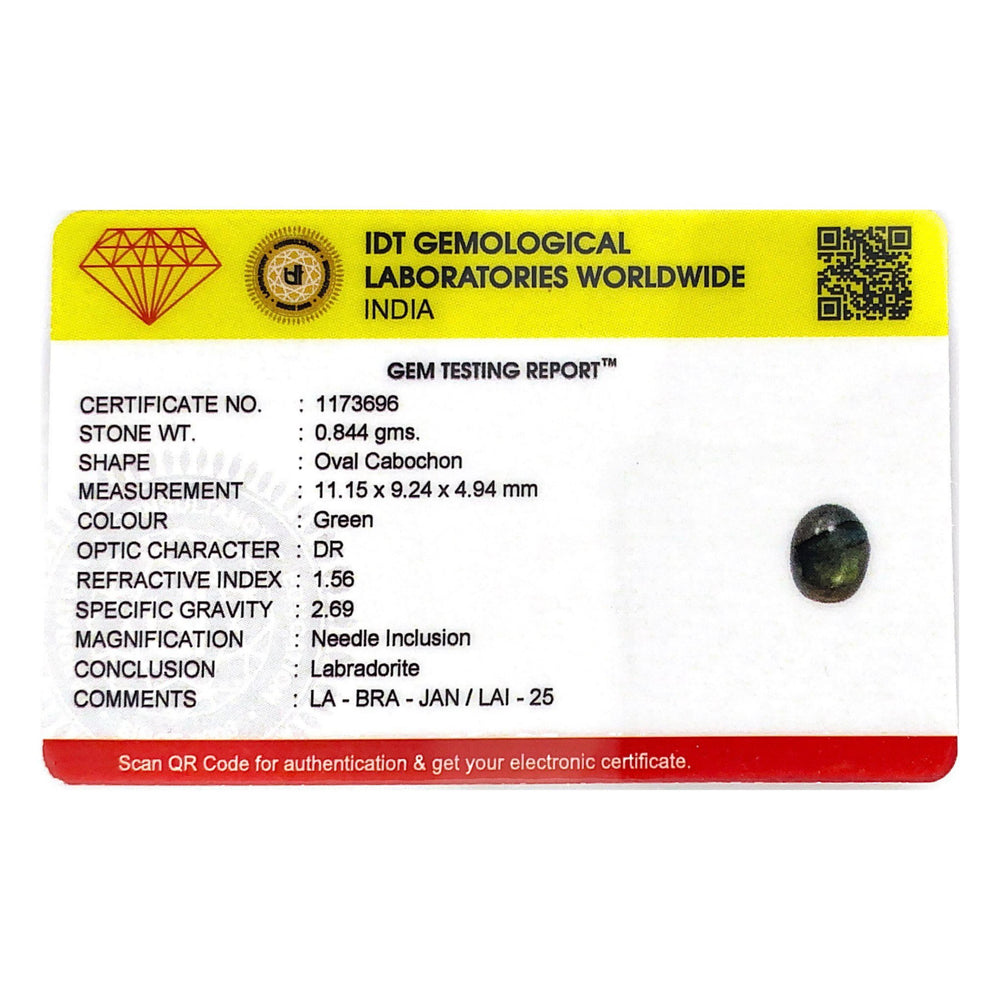 IDT GEMOLOGICAL
LABORATORIES WORLDWIDE
INDIA
GEM TESTING REPORT™
CERTIFICATE NO. : 1173696
STONE WT. : 0.844 gms.
SHAPE : Oval Cabochon
MEASUREMENT : 11.15 x 9.24 x 4.94 mm
COLOUR : Green
OPTIC CHARACTER : DR
REFRACTIVE INDEX : 1.56
SPECIFIC GRAVITY : 2.69
MAGNIFICATION : Needle Inclusion
CONCLUSION : Labradorite
COMMENTS : LA - BRA - JAN / LAI - 25
Scan QR Code for authentication & get your electronic certificate.